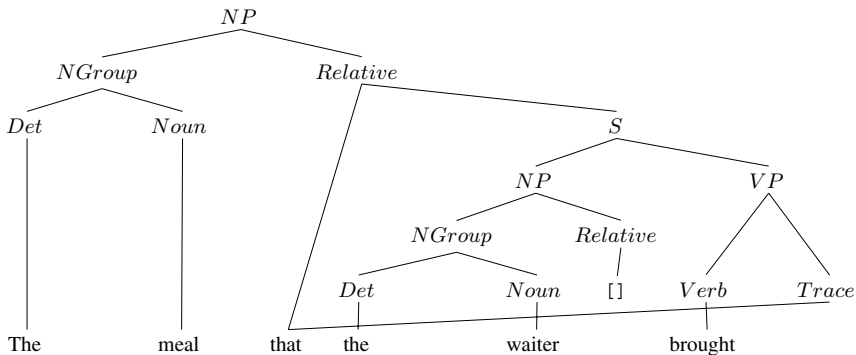 NP
NGroup Relative
Det Noun S
NP VP
NGroup Relative
Det Noun [] Verb Trace
The meal that the waiter brought